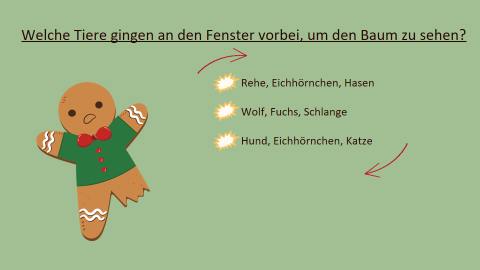 Welche Tiere gingen an den Fenster vorbei, um den Baum zu sehen?
Rehe, Eichhörnchen, Hasen
Wolf, Fuchs, Schlange
Hund, Eichhörnchen, Katze